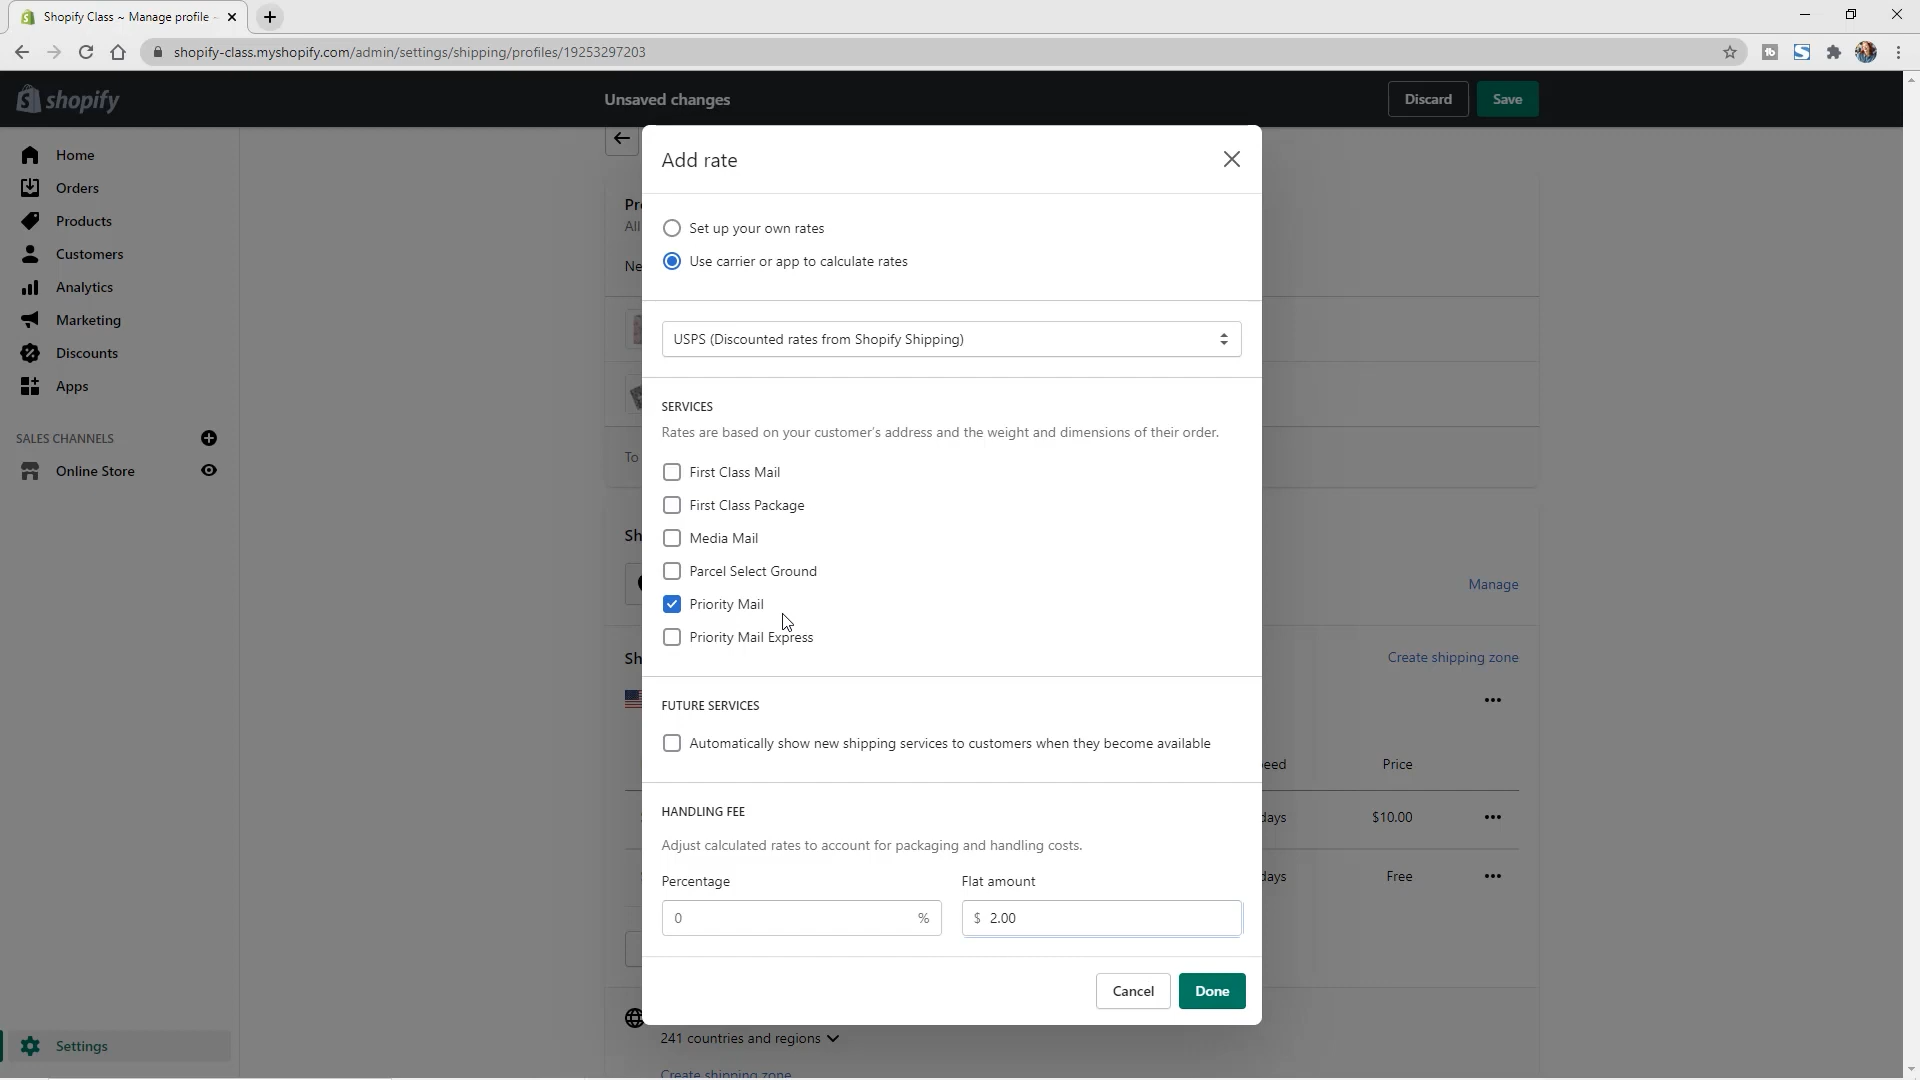 Shopify Class ~ Manage profile
shopify-class.myshopify.com/admin/settings/shipping/profiles/19253297203
shopify
Unsaved changes
Discard
Save
Home
Orders
Products
Customers
Analytics
Marketing
Discounts
Apps
SALES CHANNELS
Online Store
Settings
Add rate
Set up your own rates
Use carrier or app to calculate rates
USPS (Discounted rates from Shopify Shipping)
SERVICES
Rates are based on your customer's address and the weight and dimensions of their order.
First Class Mail
First Class Package
Media Mail
Parcel Select Ground
Priority Mail
Priority Mail Express
FUTURE SERVICES
Automatically show new shipping services to customers when they become available
HANDLING FEE
Adjust calculated rates to account for packaging and handling costs.
Percentage
Flat amount
0 %
$ 2.00
Cancel
Done
All
To
Manage
Create shipping zone
Price
days
$10.00
days
Free
241 countries and regions
Create shipping zone